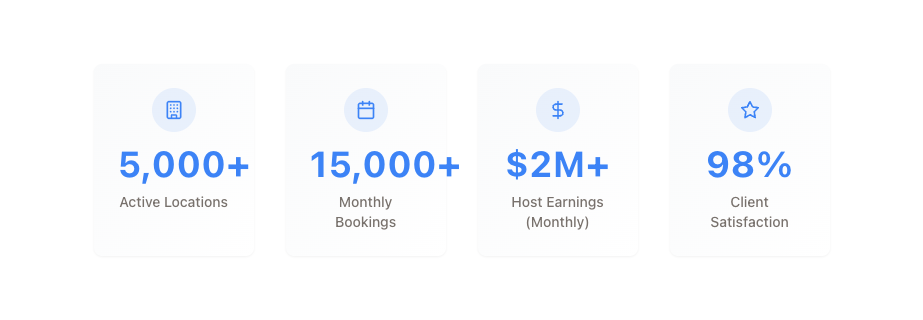 5,000+
Active Locations
15,000+
Monthly
Bookings
$2M+
Host Earnings
(Monthly)
98%
Client
Satisfaction